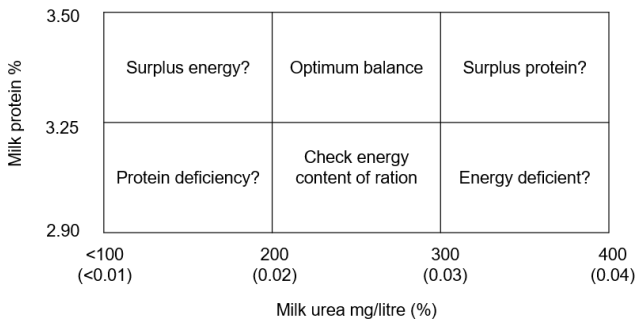 3.50
Surplus energy?
Optimum balance
Surplus protein?
Milk protein %
3.25
Protein deficiency?
Check energy
content of ration
Energy deficient?
2.90
<100
(<0.01)
200
(0.02)
300
(0.03)
400
(0.04)
Milk urea mg/litre (%)